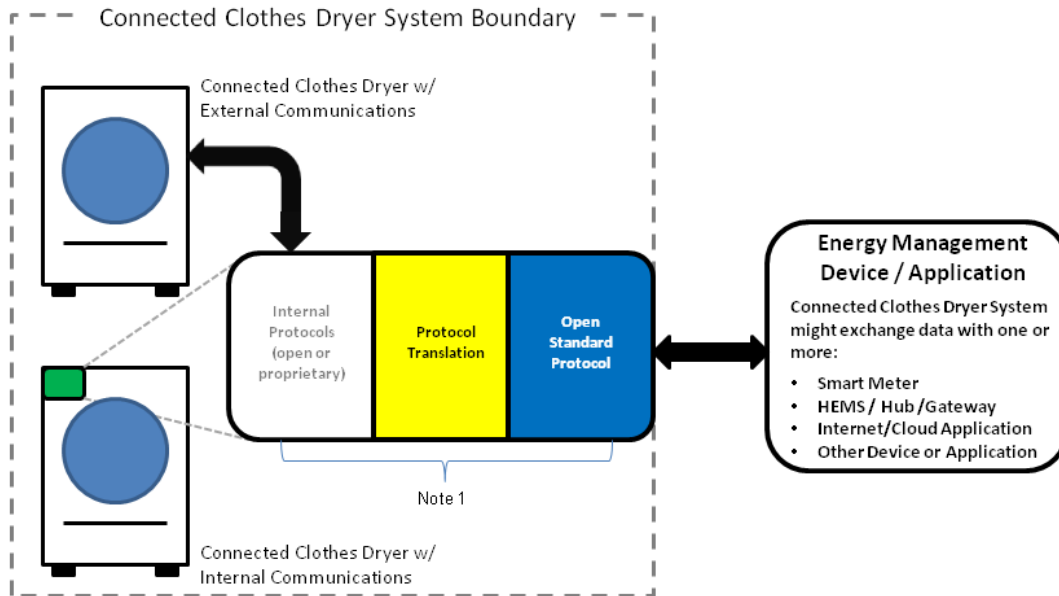 Connected Clothes Dryer System Boundary
Connected Clothes Dryer w/
External Communications
Internal
Protocols
(open or
proprietary)
Protocol
Translation
Open
Standard
Protocol
Note 1
Connected Clothes Dryer w/
Internal Communications
Energy Management
Device / Application
Connected Clothes Dryer System
might exchange data with one or
more:
• Smart Meter
• HEMS / Hub /Gateway
• Internet/Cloud Application
• Other Device or Application